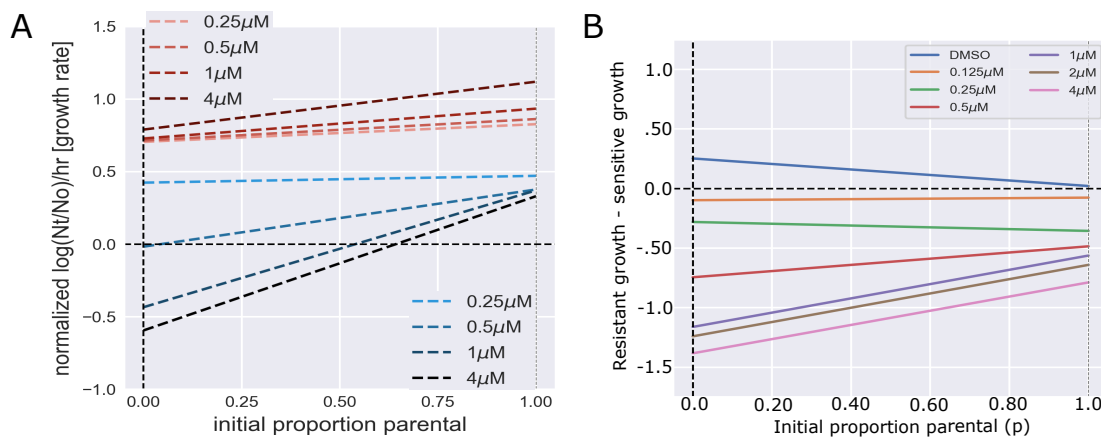 A
normalized log(Nt/No)/hr [growth rate]
1.5
1.0
0.5
0.0
−0.5
−1.0
0.25μM
0.5μM
1μM
4μM
0.25μM
0.5μM
1μM
4μM
0.00
0.25
0.50
0.75
1.00
initial proportion parental
B
Resistant growth - sensitive growth
1.0
.50
0.0
-.50
-1.0
-1.5
DMSO
0.125μM
0.25μM
0.5μM
1μM
2μM
4μM
0.0
0.20
0.40
0.60
0.80
1.0
Initial proportion parental (p)